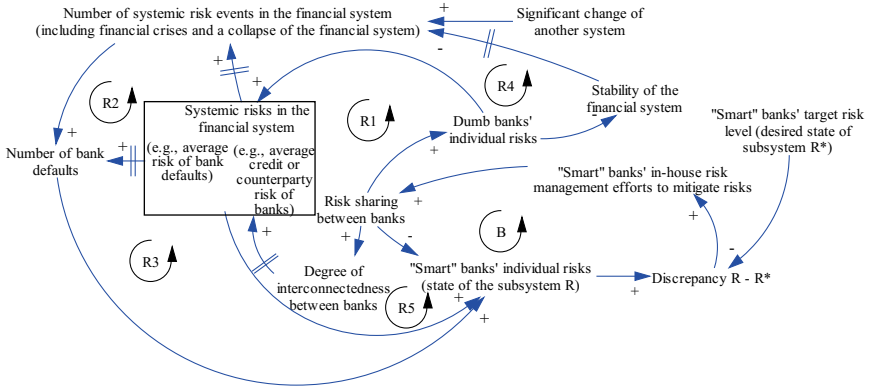 Number of systemic risk events in the financial system
(including financial crises and a collapse of the financial system)
+
Significant change of
another system
-
+
+
R4
R2
Stability of the
financial system
Systemic risks in the
financial system
R1
Dumb banks'
individual risks
-
"Smart" banks' target risk
level (desired state of
subsystem R*)
+
Number of bank
defaults
+
(e.g., average
risk of bank
defaults)
(e.g., average
credit or
counterparty
risk of
banks)
+
"Smart" banks' in-house risk
management efforts to mitigate risks
Risk sharing
between banks
+
+
+
+
-
B
-
R3
Degree of
interconnectedness
between banks
"Smart" banks' individual risks
(state of the subsystem R)
Discrepancy R - R*
+
R5
+
+